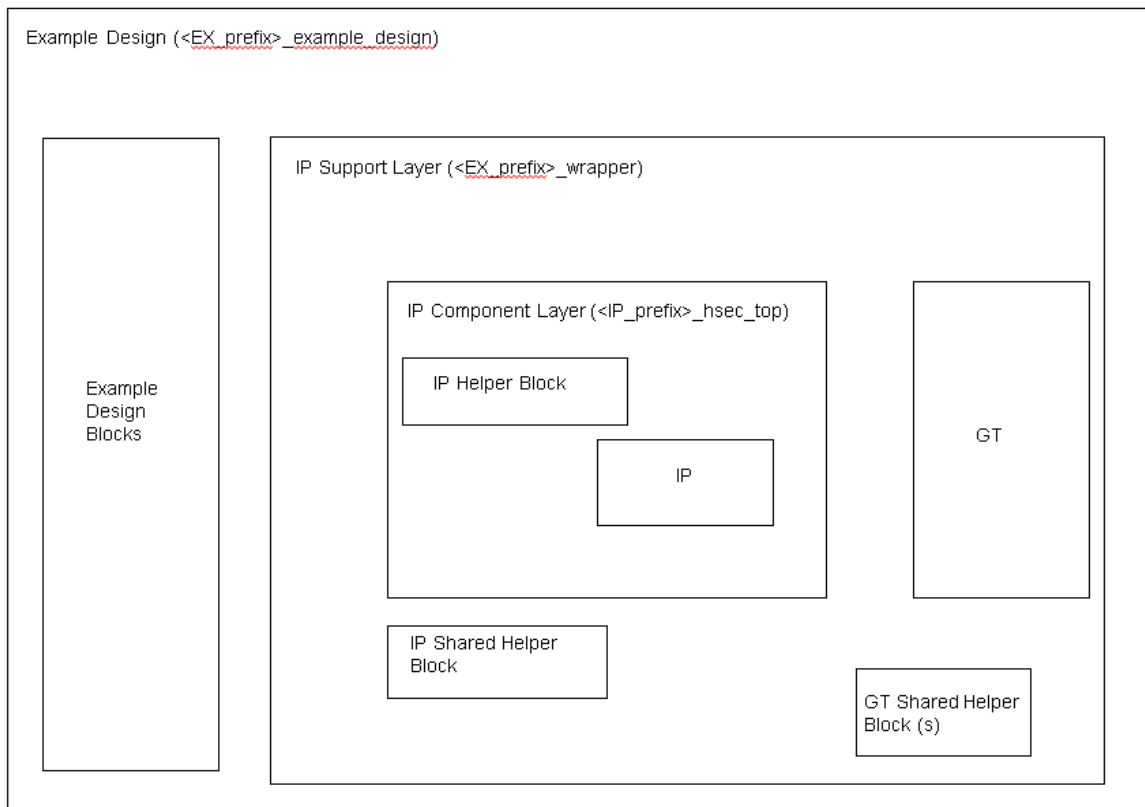 Example Design (<EX_prefix>_example_design)
IP Support Layer (<EX_prefix>_wrapper)
IP Component Layer (<IP_prefix>_hsec_top)
IP Helper Block
Example
Design
Blocks
GT
IP
IP Shared Helper
Block
GT Shared Helper
Block (s)